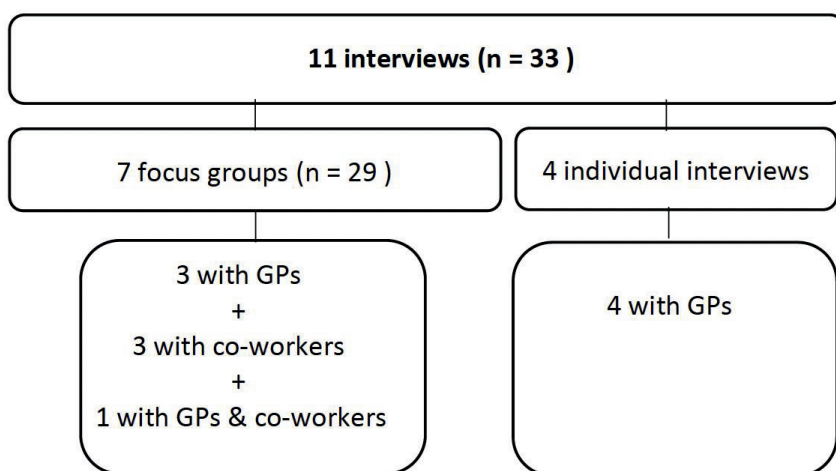 11 interviews (n = 33 )
7 focus groups (n = 29 )
4 individual interviews
3 with GPs
+
3 with co-workers
+
1 with GPs & co-workers
4 with GPs